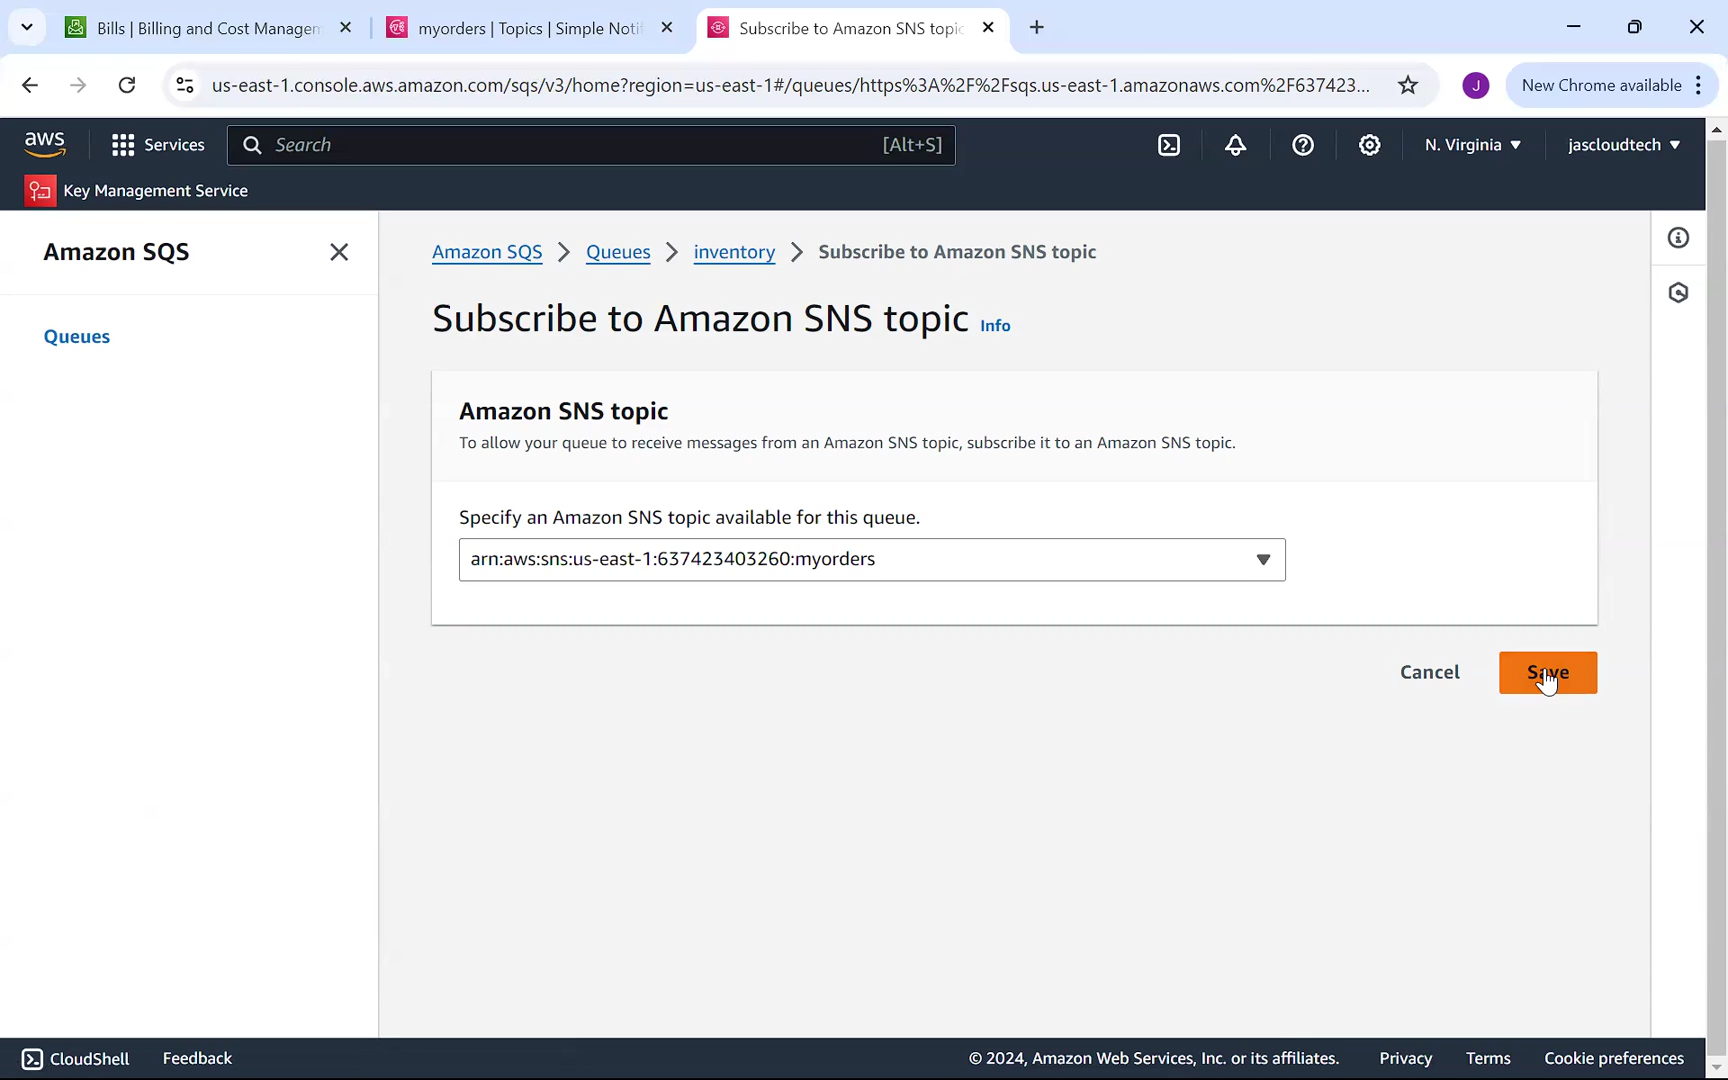 Bills | Billing and Cost Managem
myorders | Topics | Simple Notif
Subscribe to Amazon SNS topic
us-east-1.console.aws.amazon.com/sqs/v3/home?region=us-east-1#/queues/https%3A%2F%2Fsqs.us-east-1.amazonaws.com%2F637423...
J
New Chrome available
aws
Services
Search
[Alt+S]
N. Virginia
jascloudtech
Key Management Service
Amazon SQS
Queues
Amazon SQS
Queues
inventory
Subscribe to Amazon SNS topic
Subscribe to Amazon SNS topic Info
Amazon SNS topic
To allow your queue to receive messages from an Amazon SNS topic, subscribe it to an Amazon SNS topic.
Specify an Amazon SNS topic available for this queue.
arn:aws:sns:us-east-1:637423403260:myorders
Cancel
Save
CloudShell
Feedback
© 2024, Amazon Web Services, Inc. or its affiliates.
Privacy
Terms
Cookie preferences